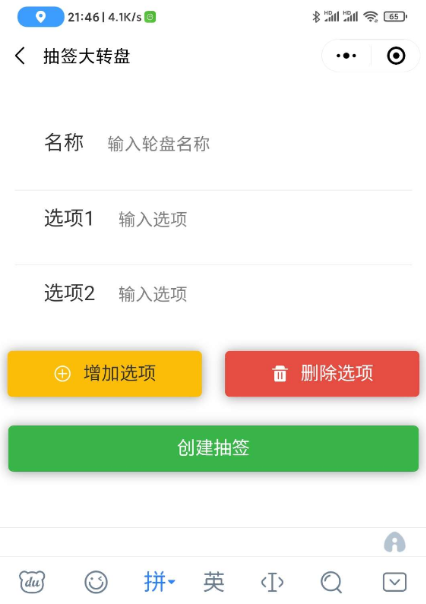 21:46 | 4.1K/s
HD HD 65
抽签大转盘
名称 输入轮盘名称
选项1 输入选项
选项2 输入选项
增加选项 删除选项
创建抽签
du 拼 英